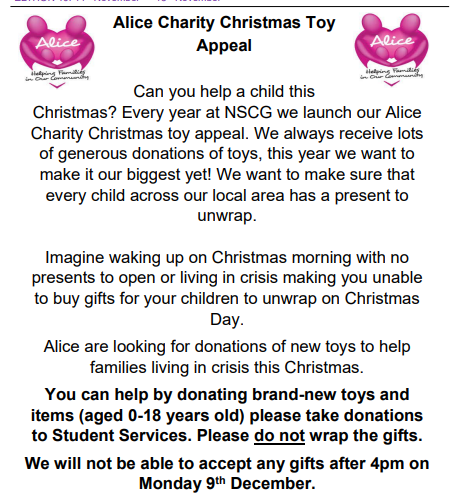 Alice Charity Christmas Toy
Appeal
Alice
Helping Families
in Our Community
Alice
Helping Families
in Our Community
Can you help a child this
Christmas? Every year at NSCG we launch our Alice
Charity Christmas toy appeal. We always receive lots
of generous donations of toys, this year we want to
make it our biggest yet! We want to make sure that
every child across our local area has a present to
unwrap.
Imagine waking up on Christmas morning with no
presents to open or living in crisis making you unable
to buy gifts for your children to unwrap on Christmas
Day.
Alice are looking for donations of new toys to help
families living in crisis this Christmas.
You can help by donating brand-new toys and
items (aged 0-18 years old) please take donations
to Student Services. Please do not wrap the gifts.
We will not be able to accept any gifts after 4pm on
Monday 9th December.